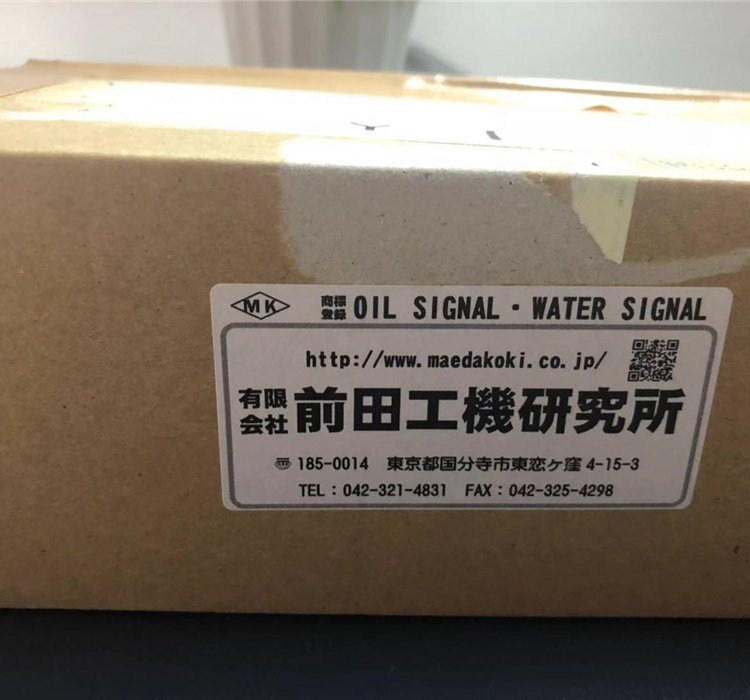 MK 商標登録 OIL SIGNAL・WATER SIGNAL
http://www.maedakoki.co.jp/
有限会社 前田工機研究所
〒185-0014 東京都国分寺市東恋ヶ窪4-15-3
TEL:042-321-4831 FAX:042-325-4298